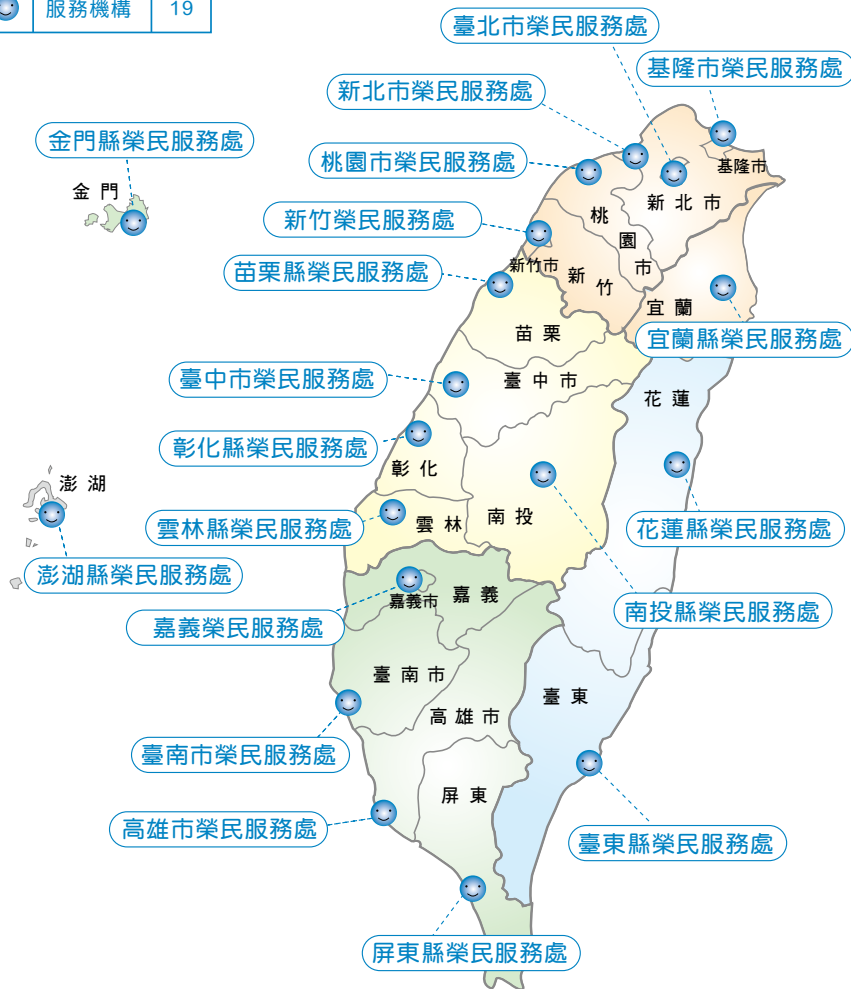 服務機構 19
臺北市榮民服務處
基隆市榮民服務處
新北市榮民服務處
金門縣榮民服務處
桃園市榮民服務處
基隆市
金門
新北市
桃園市
新竹榮民服務處
新竹市
新竹
苗栗縣榮民服務處
宜蘭
苗栗
宜蘭縣榮民服務處
臺中市榮民服務處
臺中市
花蓮
彰化縣榮民服務處
彰化
澎湖
南投
雲林縣榮民服務處
雲林
花蓮縣榮民服務處
澎湖縣榮民服務處
嘉義市
嘉義
南投縣榮民服務處
嘉義榮民服務處
臺南市
臺東
高雄市
臺南市榮民服務處
屏東
高雄市榮民服務處
臺東縣榮民服務處
屏東縣榮民服務處